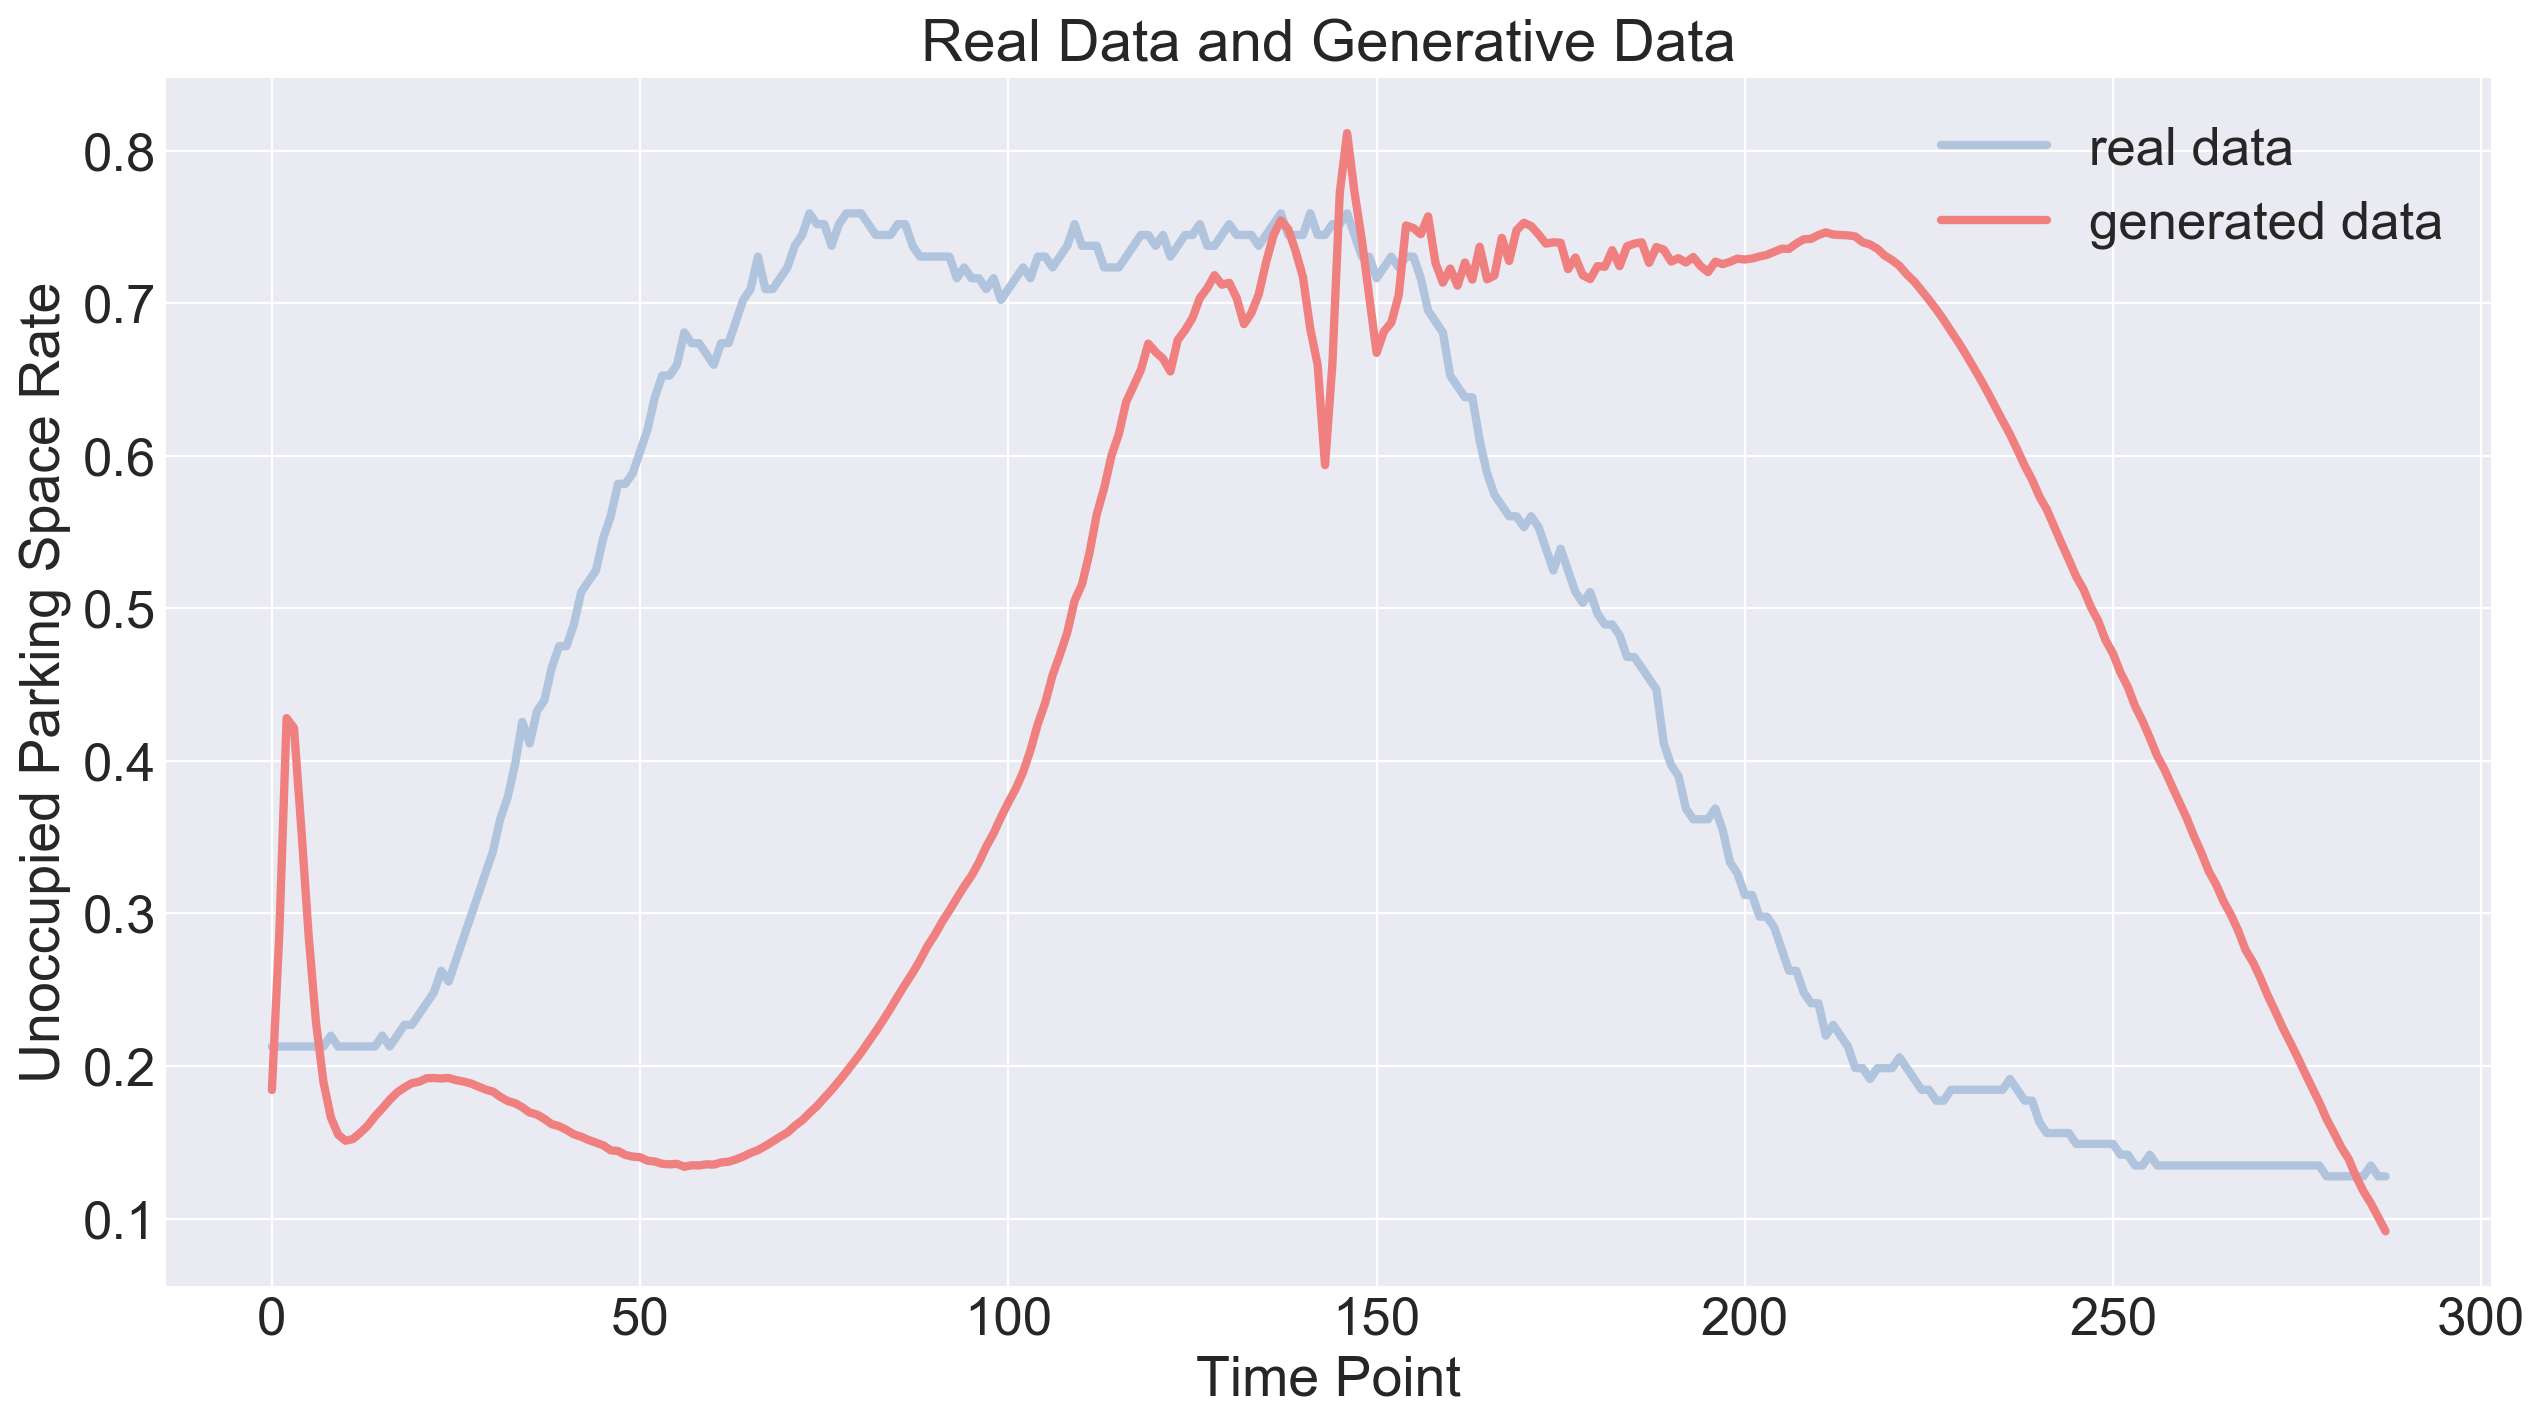 Real Data and Generative Data
Unoccupied Parking Space Rate
0.8
0.7
0.6
0.5
0.4
0.3
0.2
0.1
real data
generated data
0 50 100 150 200 250 300
Time Point